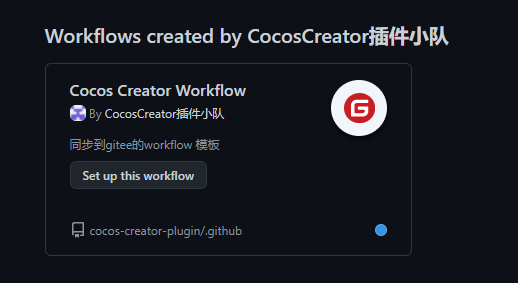 Workflows created by CocosCreator插件小队
Cocos Creator Workflow
By CocosCreator插件小队
同步到gitee的workflow 模板
Set up this workflow
cocos-creator-plugin/.github